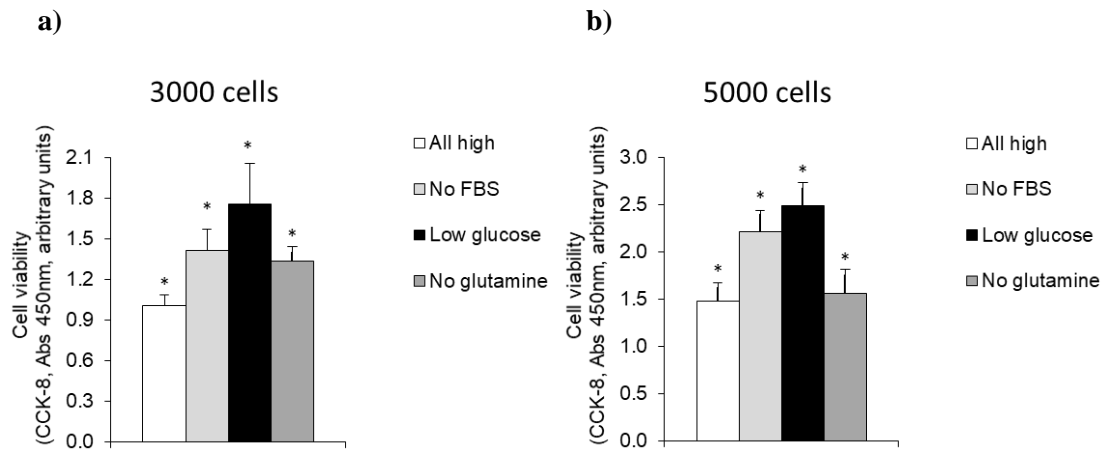 a)
3000 cells
Cell viability
(CCK-8, Abs 450nm, arbitrary units)
2.1
1.8
1.5
1.2
0.9
0.6
0.3
0.0
*
*
*
*
All high
No FBS
Low glucose
No glutamine
b)
5000 cells
Cell viability
(CCK-8, Abs 450nm, arbitrary units)
3.0
2.5
2.0
1.5
1.0
0.5
0.0
*
*
*
*
All high
No FBS
Low glucose
No glutamine